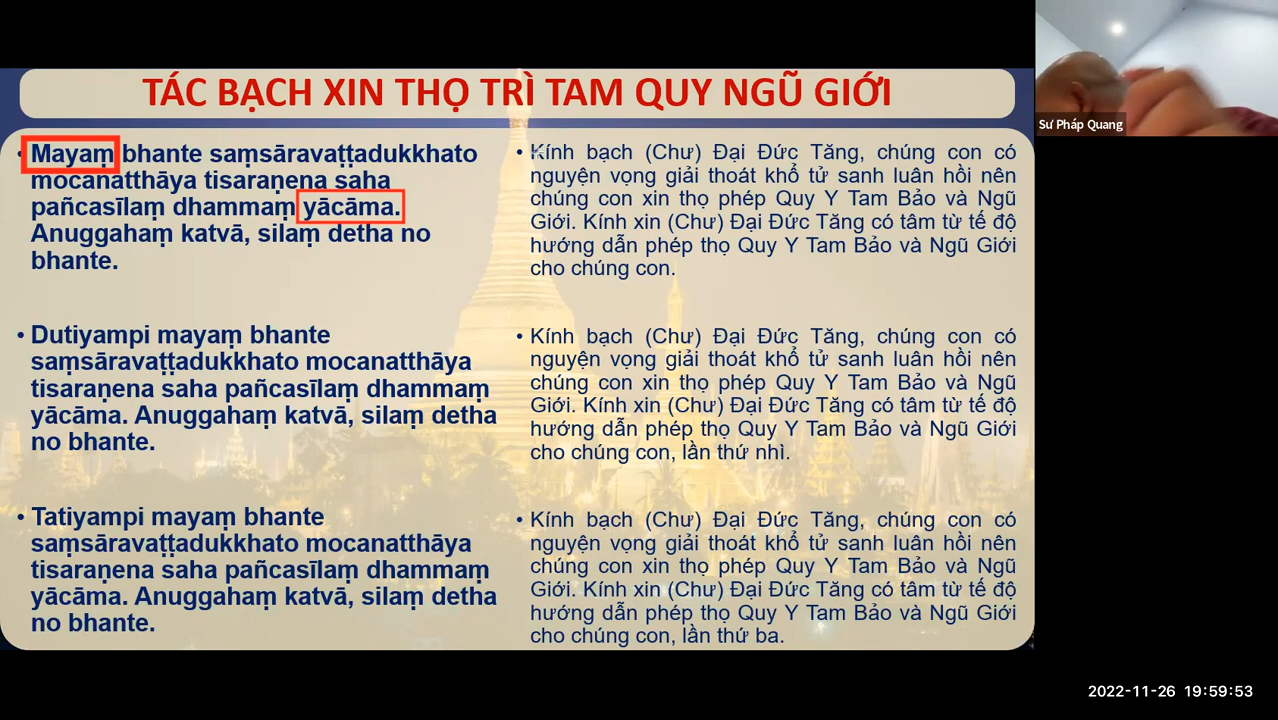 TÁC BẠCH XIN THỌ TRÌ TAM QUY NGŨ GIỚI
• Mayaṃ bhante saṃsāravaṭṭadukkhato
mocanatthāya tisaraṇena saha
pañcasīlaṃ dhammaṃ yācāma.
Anuggahaṃ katvā, silaṃ detha no
bhante.
• Dutiyampi mayaṃ bhante
saṃsāravaṭṭadukkhato mocanatthāya
tisaraṇena saha pañcasīlaṃ dhammaṃ
yācāma. Anuggahaṃ katvā, silaṃ detha
no bhante.
• Tatiyampi mayaṃ bhante
saṃsāravaṭṭadukkhato mocanatthāya
tisaraṇena saha pañcasīlaṃ dhammaṃ
yācāma. Anuggahaṃ katvā, silaṃ detha
no bhante.
• Kính bạch (Chư) Đại Đức Tăng, chúng con có
nguyện vọng giải thoát khổ tử sanh luân hồi nên
chúng con xin thọ phép Quy Y Tam Bảo và Ngũ
Giới. Kính xin (Chư) Đại Đức Tăng có tâm từ tế độ
hướng dẫn phép thọ Quy Y Tam Bảo và Ngũ Giới
cho chúng con.
• Kính bạch (Chư) Đại Đức Tăng, chúng con có
nguyện vọng giải thoát khổ tử sanh luân hồi nên
chúng con xin thọ phép Quy Y Tam Bảo và Ngũ
Giới. Kính xin (Chư) Đại Đức Tăng có tâm từ tế độ
hướng dẫn phép thọ Quy Y Tam Bảo và Ngũ Giới
cho chúng con, lần thứ nhì.
• Kính bạch (Chư) Đại Đức Tăng, chúng con có
nguyện vọng giải thoát khổ tử sanh luân hồi nên
chúng con xin thọ phép Quy Y Tam Bảo và Ngũ
Giới. Kính xin (Chư) Đại Đức Tăng có tâm từ tế độ
hướng dẫn phép thọ Quy Y Tam Bảo và Ngũ Giới
cho chúng con, lần thứ ba.
Sư Pháp Quang
2022-11-26 19:59:53